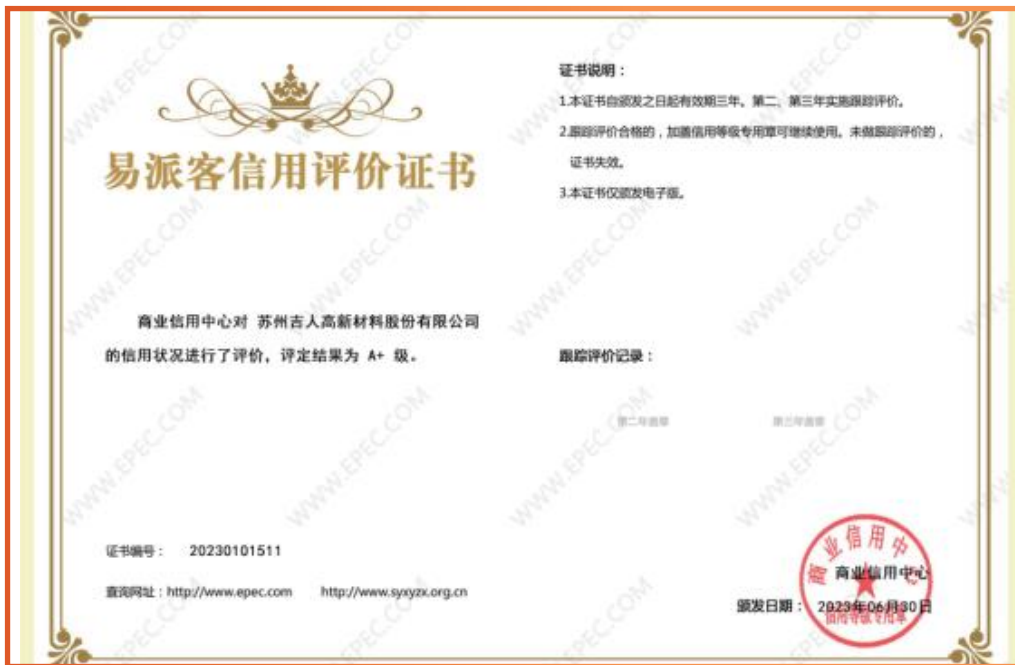 易派客信用评价证书
商业信用中心对 苏州吉人高新材料股份有限公司
的信用状况进行了评价，评定结果为 A+ 级。
证书编号： 20230101511
查询网址：http://www.epec.com http://www.syxyzx.org.cn
证书说明：
1.本证书自颁发之日起有效期三年。第二、第三年实施跟踪评价。
2.跟踪评价合格的，加盖信用等级专用章可继续使用。未做跟踪评价的，
证书失效。
3.本证书仅颁发电子版。
跟踪评价记录：
第二年盖章 第三年盖章
商业信用中心
商业信用中心
颁发日期： 2023年06月30日
信用等级专用章
WWW.EPEC.COM